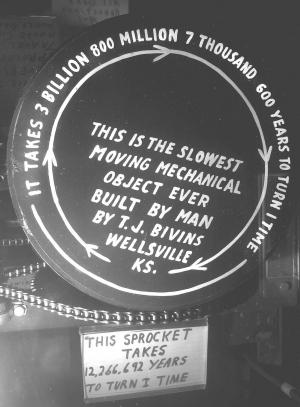 IT TAKES 3 BILLION 800 MILLION 7 THOUSAND 600 YEARS TO TURN 1 TIME
THIS IS THE SLOWEST
MOVING MECHANICAL
OBJECT EVER
BUILT BY MAN
BY T.J. BIVINS
WELLSVILLE
KS.
THIS SPROCKET
TAKES
12,266,692 YEARS
TO TURN 1 TIME